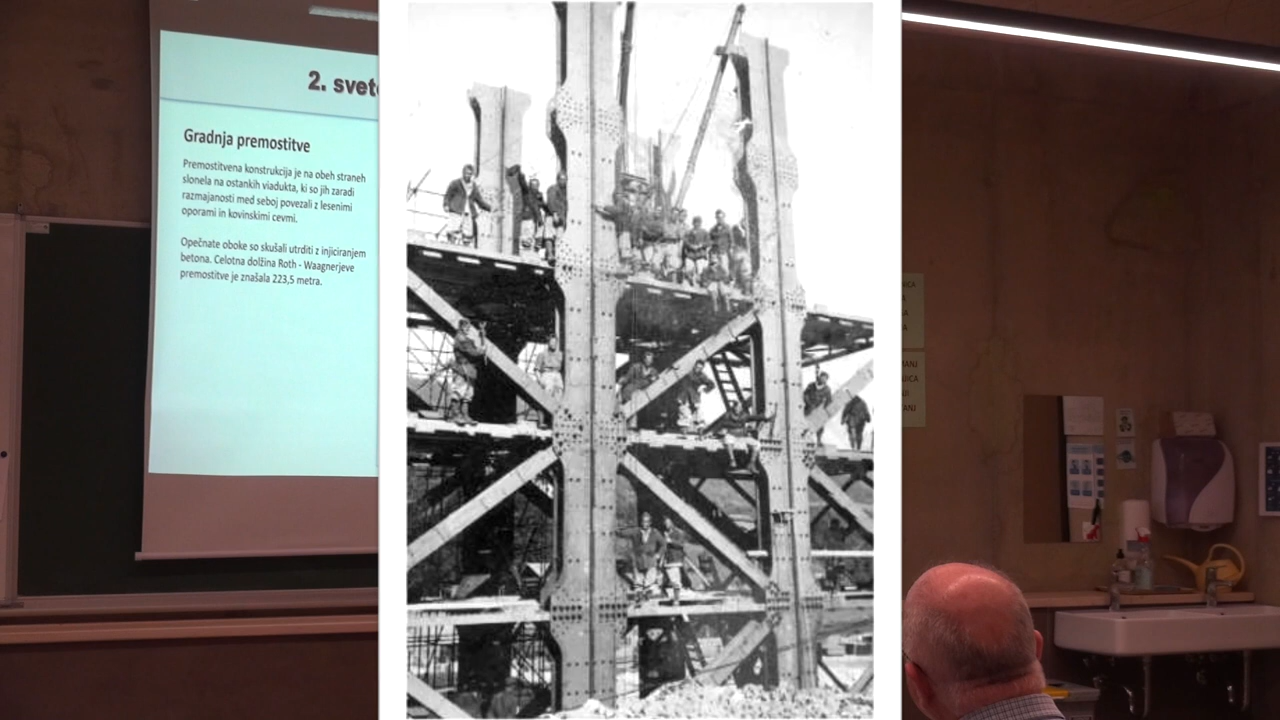 2. sveto
Gradnja premostitve
Premostitvena konstrukcija je na obeh straneh
slonela na ostankih viadukta, ki so jih zaradi
razmajanosti med seboj povezali z lesenimi
oporami in kovinskimi cevmi.
Opečnate oboke so skušali utrditi z injiciranjem
betona. Celotna dolžina Roth - Waagnerjeve
premostitve je znašala 223,5 metra.